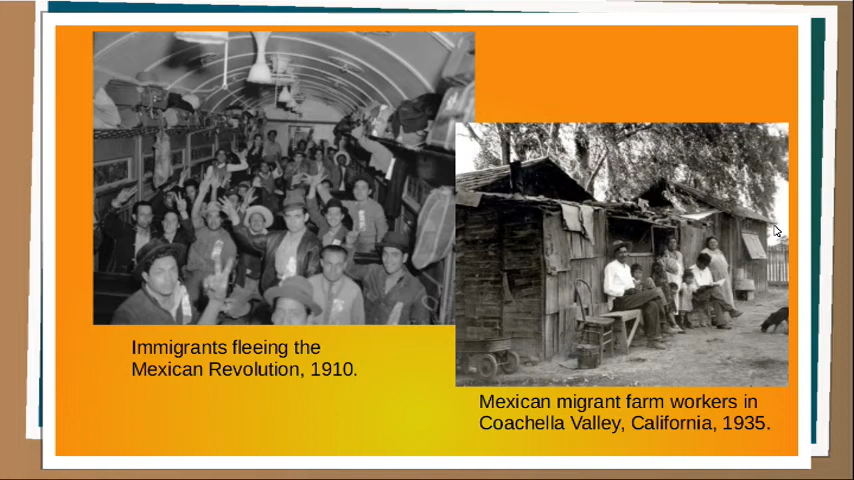 Immigrants fleeing the
Mexican Revolution, 1910.
Mexican migrant farm workers in
Coachella Valley, California, 1935.